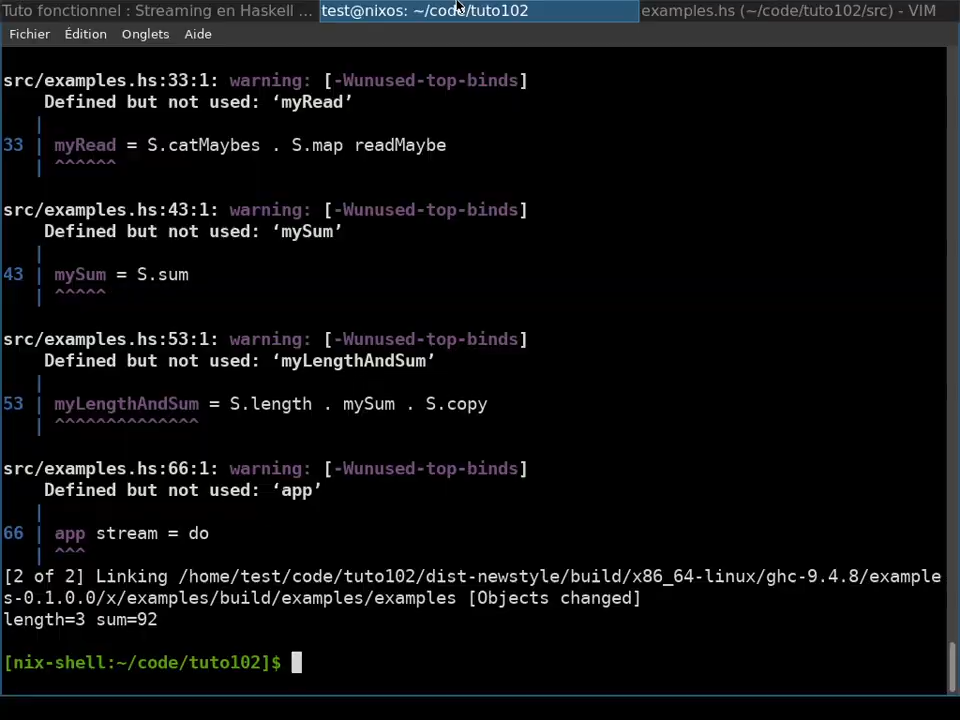 Tuto fonctionnel : Streaming en Haskell ...
test@nixos: ~/code/tuto102
examples.hs (~/code/tuto102/src) - VIM
Fichier Édition Onglets Aide
src/examples.hs:33:1: warning: [-Wunused-top-binds]
Defined but not used: ‘myRead’
|
33 | myRead = S.catMaybes . S.map readMaybe
| ^^^^^^
src/examples.hs:43:1: warning: [-Wunused-top-binds]
Defined but not used: ‘mySum’
|
43 | mySum = S.sum
| ^^^^^
src/examples.hs:53:1: warning: [-Wunused-top-binds]
Defined but not used: ‘myLengthAndSum’
|
53 | myLengthAndSum = S.length . mySum . S.copy
| ^^^^^^^^^^^^^^
src/examples.hs:66:1: warning: [-Wunused-top-binds]
Defined but not used: ‘app’
|
66 | app stream = do
| ^^^
[2 of 2] Linking /home/test/code/tuto102/dist-newstyle/build/x86_64-linux/ghc-9.4.8/example
s-0.1.0.0/x/examples/build/examples/examples [Objects changed]
length=3 sum=92
[nix-shell:~/code/tuto102]$